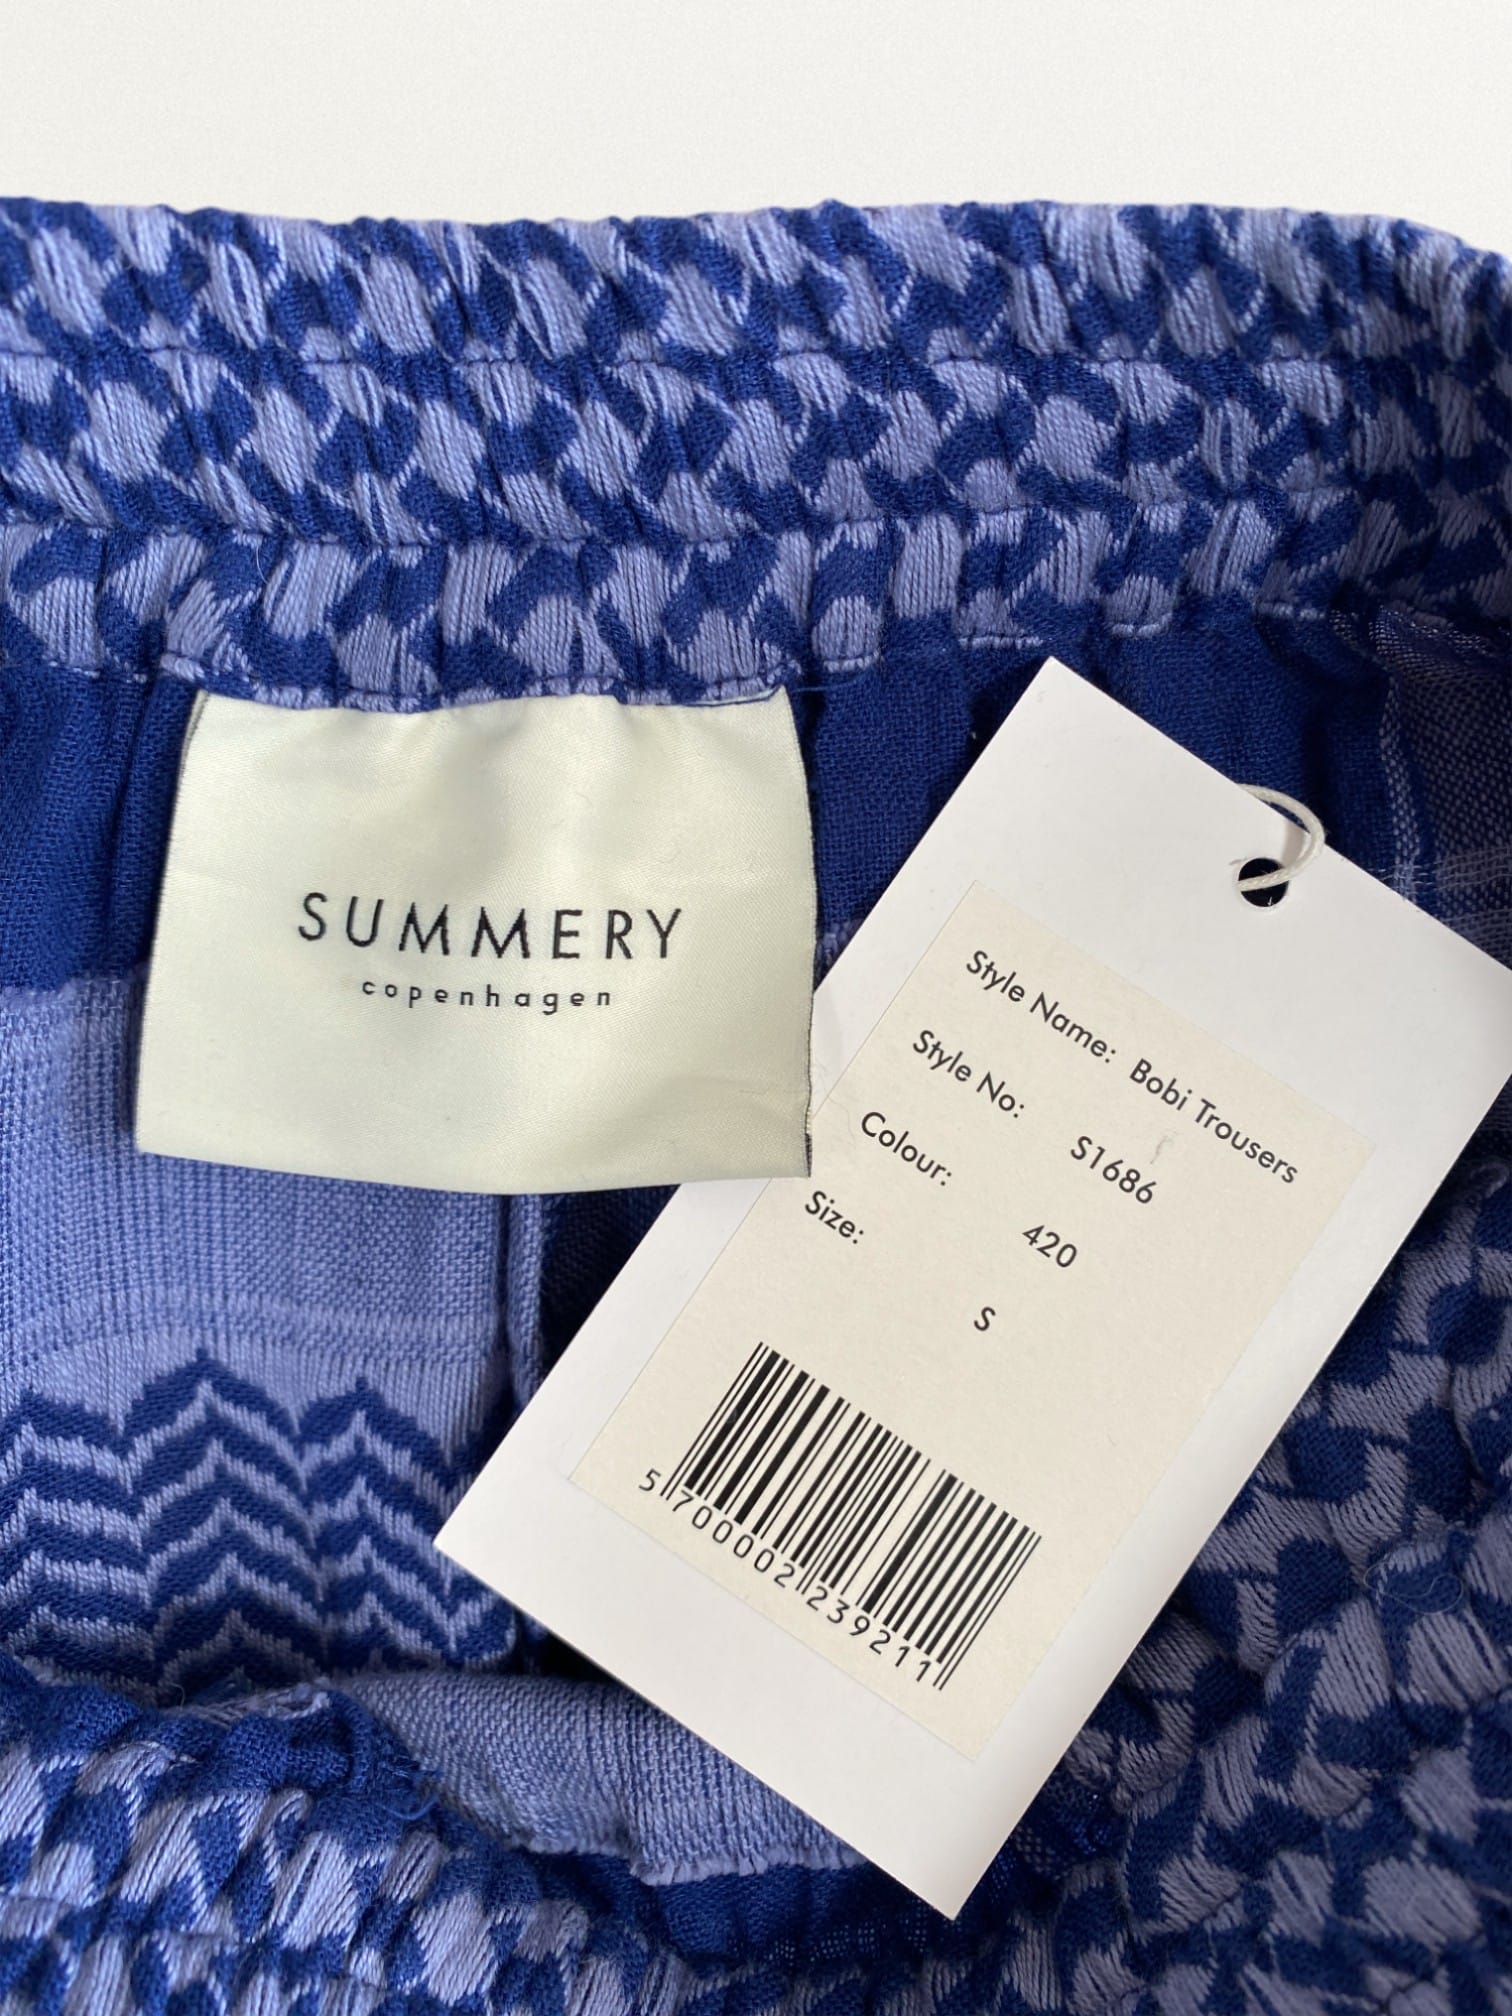 SUMMERY
copenhagen
Style Name: Bobi Trousers
Style No: S1686
Colour: 420
Size: S
5 700002 239211